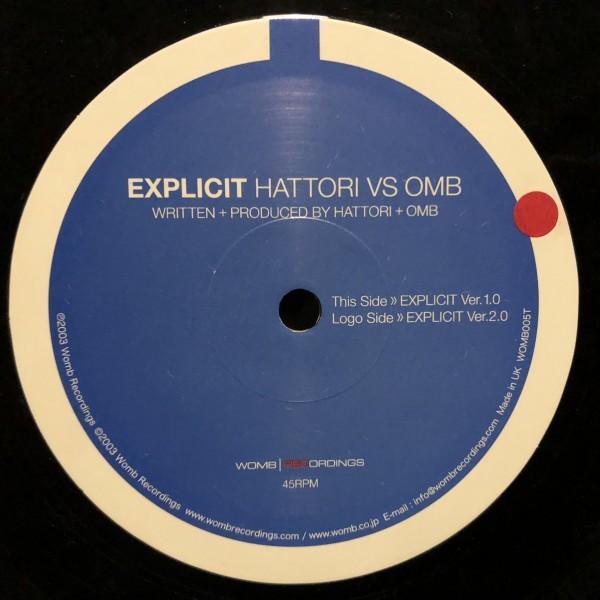 EXPLICIT HATTORI VS OMB
WRITTEN + PRODUCED BY HATTORI + OMB
This Side » EXPLICIT Ver.1.0
Logo Side » EXPLICIT Ver.2.0
WOMB|RECORDINGS
45RPM
℗2003 Womb Recordings ©2003 Womb Recordings www.wombrecordings.com / www.womb.co.jp E-mail : info@wombrecordings.com Made in UK WOMB005T